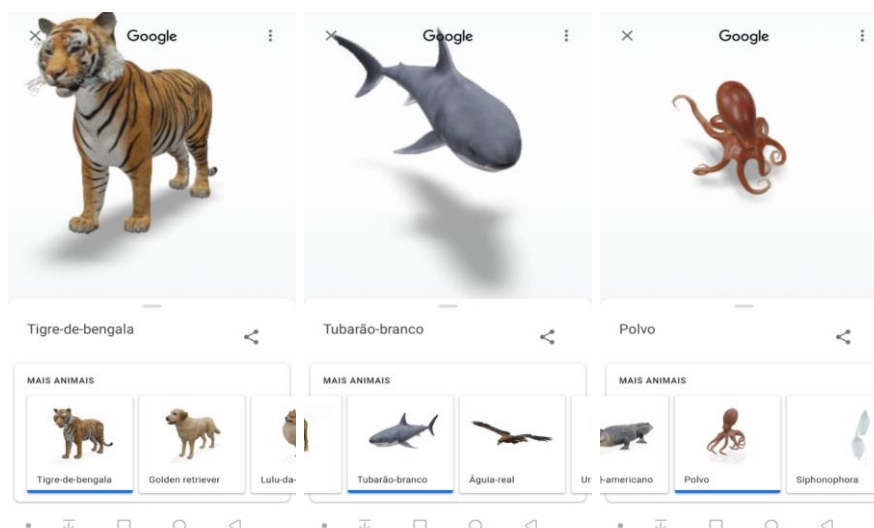 Google
Tigre-de-bengala
MAIS ANIMAIS
Tigre-de-bengala
Golden retriever
Lulu-da-
Google
Tubarão-branco
MAIS ANIMAIS
Tubarão-branco
Águia-real
Ur
Google
Polvo
MAIS ANIMAIS
-americano
Polvo
Siphonophora